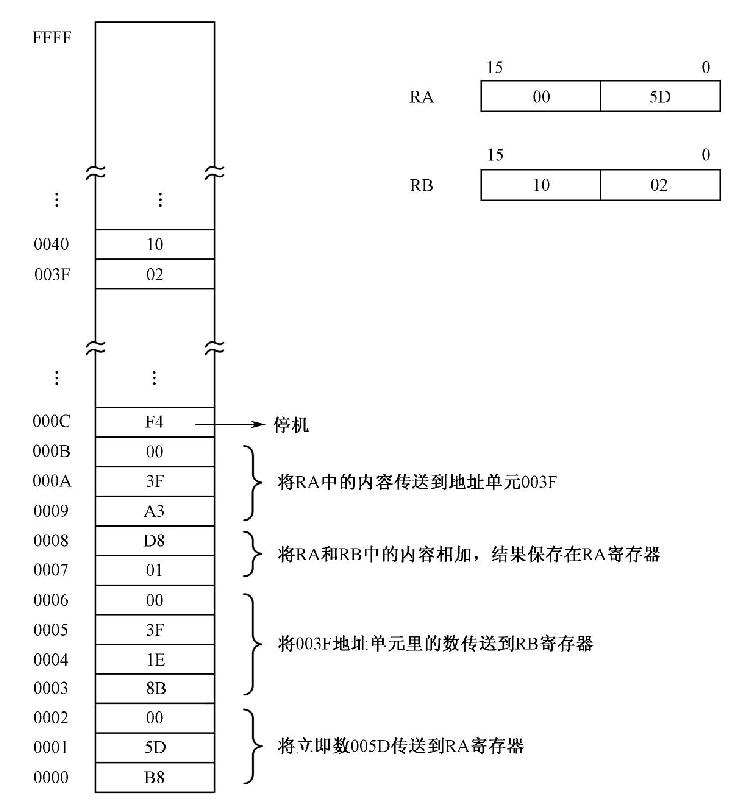 FFFF
15 0
RA 00 5D
15 0
RB 10 02
⋮ ⋮
0040 10
003F 02
⋮ ⋮
000C F4 停机
000B 00
000A 3F 将RA中的内容传送到地址单元003F
0009 A3
0008 D8
将RA和RB中的内容相加，结果保存在RA寄存器
0007 01
0006 00
0005 3F
将003F地址单元里的数传送到RB寄存器
0004 1E
0003 8B
0002 00
0001 5D 将立即数005D传送到RA寄存器
0000 B8